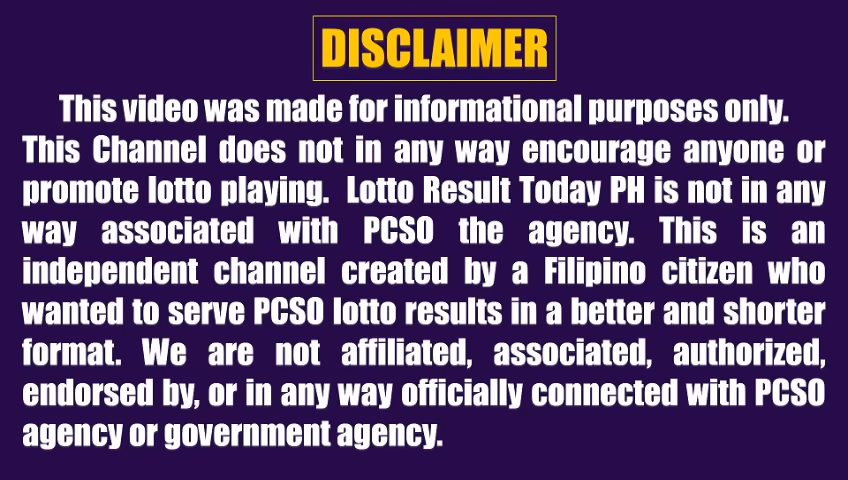 DISCLAIMER
This video was made for informational purposes only.
This Channel does not in any way encourage anyone or
promote lotto playing. Lotto Result Today PH is not in any
way associated with PCSO the agency. This is an
independent channel created by a Filipino citizen who
wanted to serve PCSO lotto results in a better and shorter
format. We are not affiliated, associated, authorized,
endorsed by, or in any way officially connected with PCSO
agency or government agency.